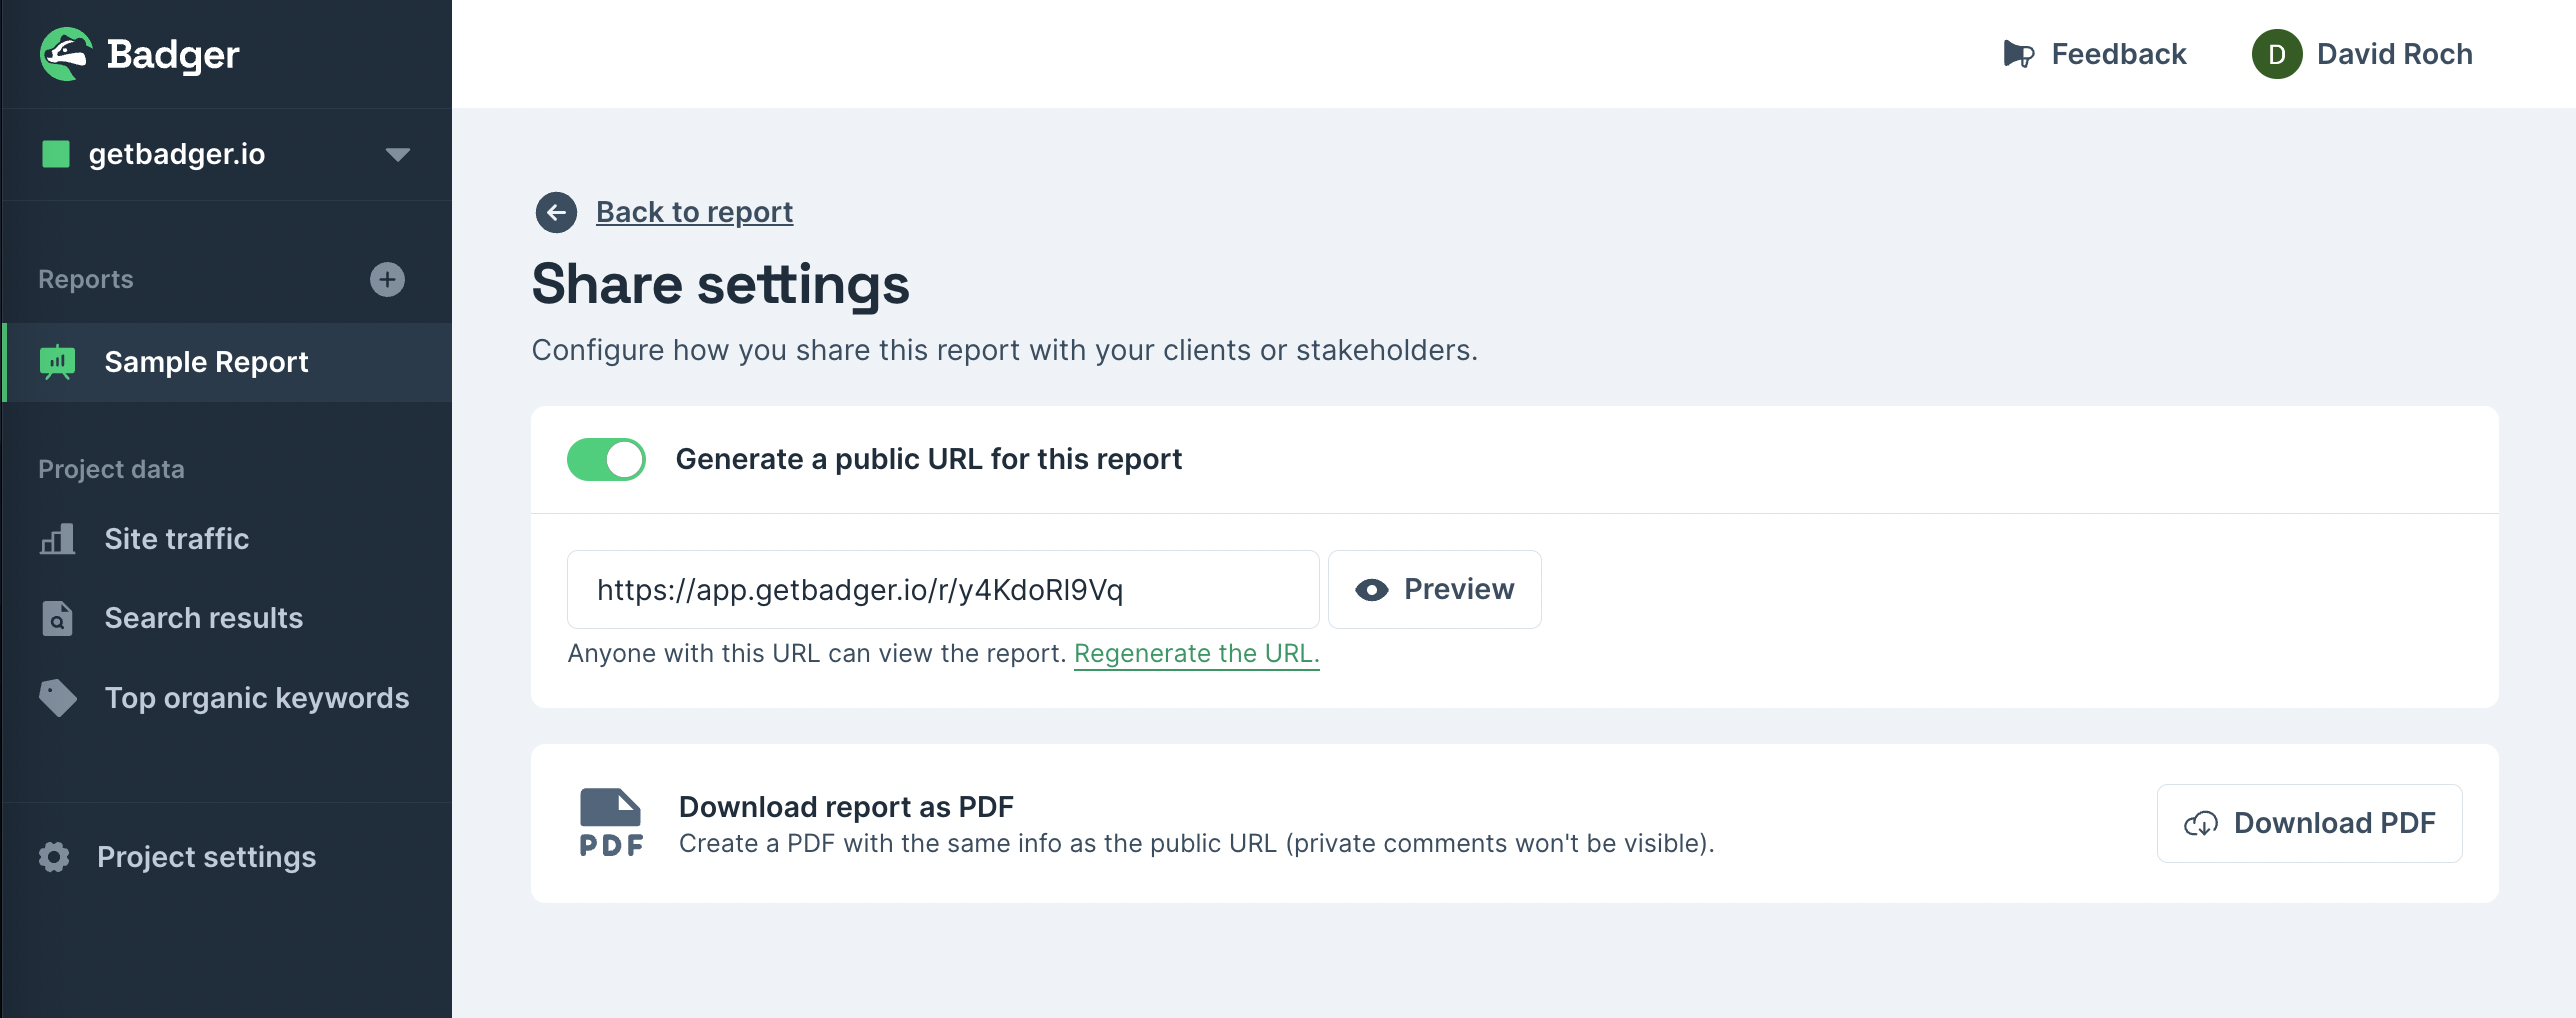 Badger
getbadger.io
Reports
Sample Report
Project data
Site traffic
Search results
Top organic keywords
Project settings
Feedback
D David Roch
Back to report
Share settings
Configure how you share this report with your clients or stakeholders.
Generate a public URL for this report
https://app.getbadger.io/r/y4KdoRl9Vq
Preview
Anyone with this URL can view the report. Regenerate the URL.
PDF
Download report as PDF
Create a PDF with the same info as the public URL (private comments won't be visible).
Download PDF